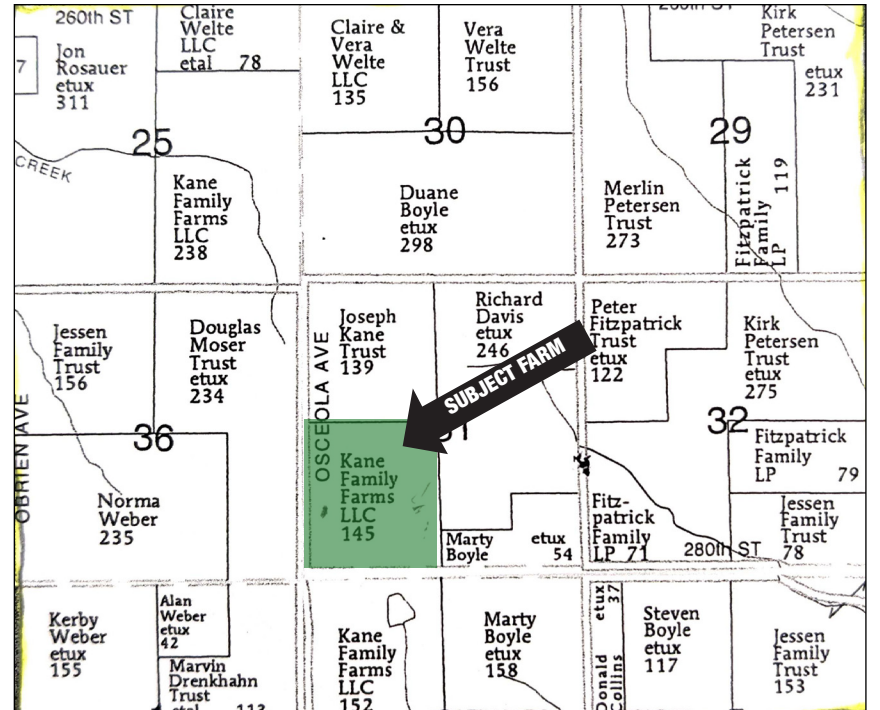 260th ST
Claire
Welte
LLC
etal 78
Jon
Rosauer
etux
311
7
25
CREEK
Kane
Family
Farms
LLC
238
Claire &
Vera
Welte
LLC
135
Vera
Welte
Trust
156
30
Duane
Boyle
etux
298
Kirk
Petersen
Trust
etux
231
29
Merlin
Petersen
Trust
273
Fitzpatrick
Family
LP 119
Jessen
Family
Trust
156
Douglas
Moser
Trust
etux
234
OBRIEN AVE
36
Norma
Weber
235
OSCEOLA AVE
Joseph
Kane
Trust
139
Richard
Davis
etux
246
SUBJECT FARM
Kane
Family
Farms
LLC
145
Marty
Boyle
etux
54
Peter
Fitzpatrick
Trust
etux
122
Kirk
Petersen
Trust
etux
275
32
Fitzpatrick
Family
LP 79
Fitz-
patrick
Family
LP 71
280th ST
Jessen
Family
Trust
78
Kerby
Weber
etux
155
Alan
Weber
etux
42
Marvin
Drenkhahn
Trust
etal 113
Kane
Family
Farms
LLC
152
Marty
Boyle
etux
158
Donald
Collins
etux
37
Steven
Boyle
etux
117
Jessen
Family
Trust
153